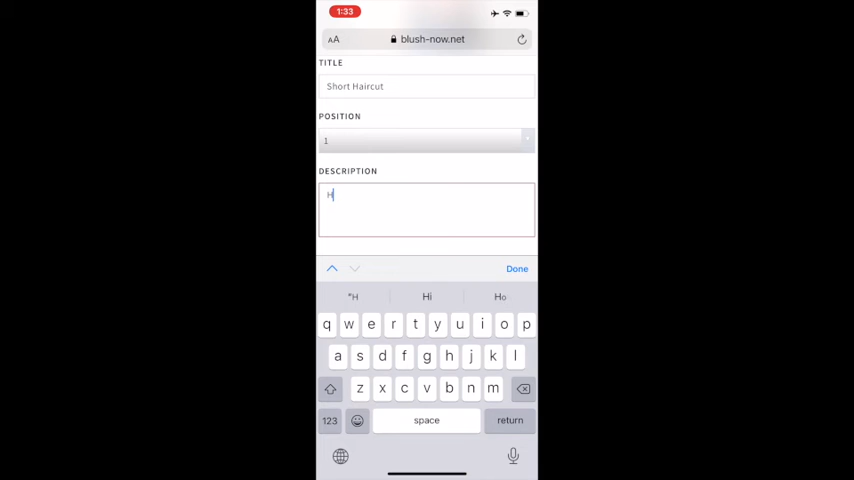 1:33
AA blush-now.net
TITLE
Short Haircut
POSITION
1
DESCRIPTION
H
Done
"H Hi Ho
q w e r t y u i o p
a s d f g h j k l
z x c v b n m
123 space return